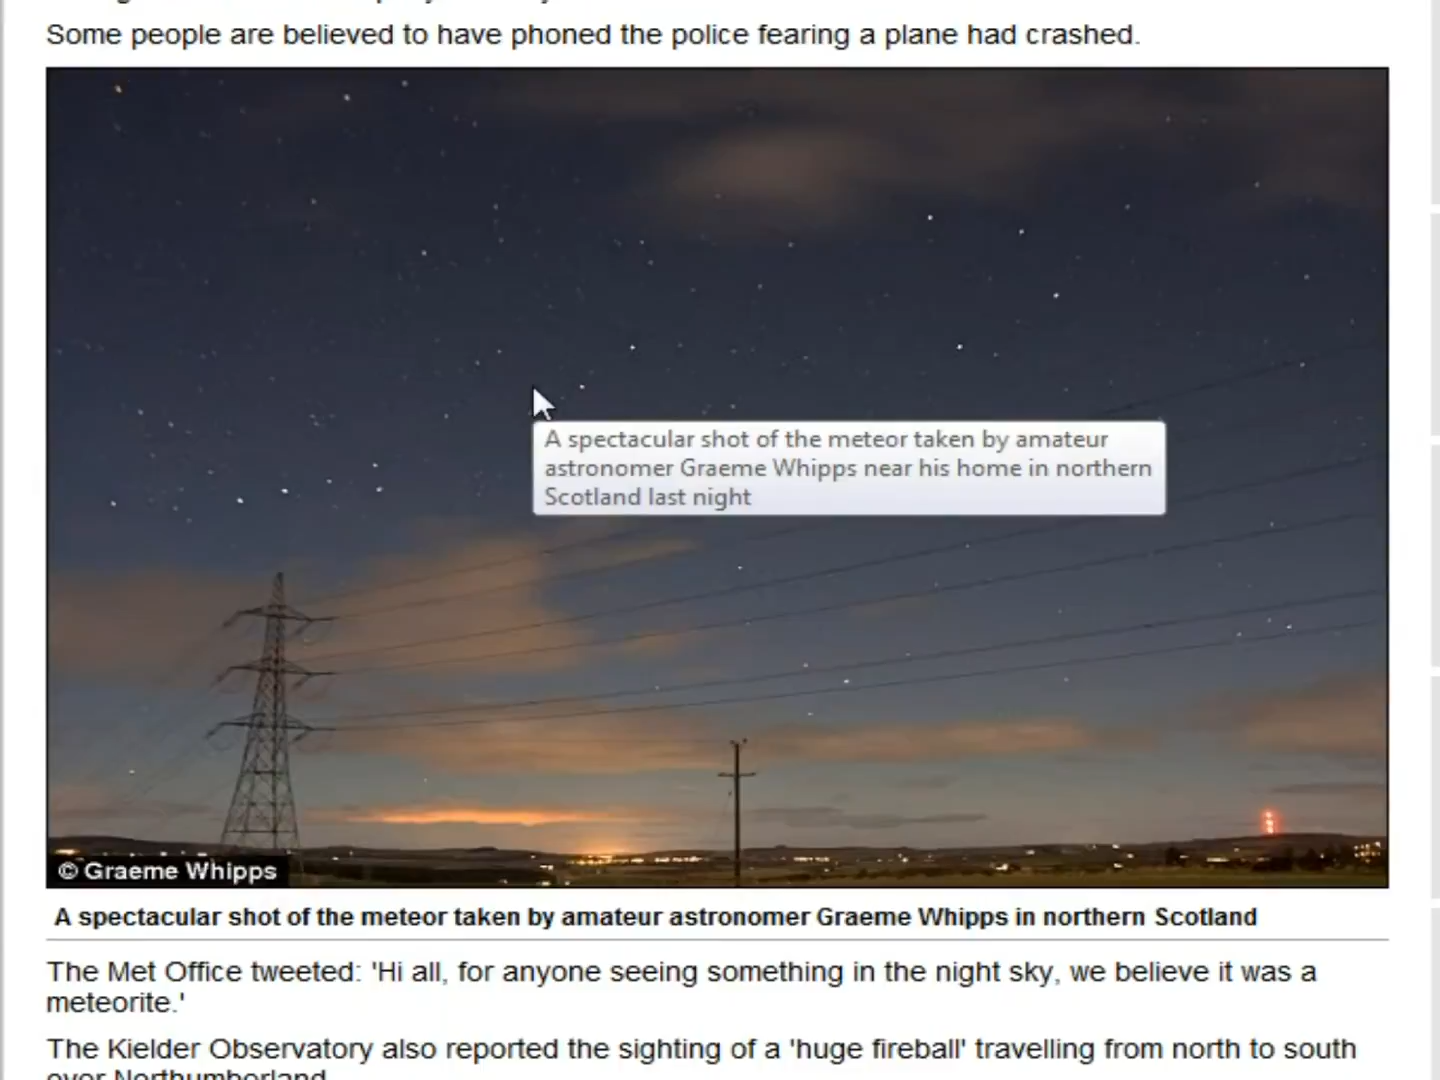 Some people are believed to have phoned the police fearing a plane had crashed.
A spectacular shot of the meteor taken by amateur
astronomer Graeme Whipps near his home in northern
Scotland last night
© Graeme Whipps
A spectacular shot of the meteor taken by amateur astronomer Graeme Whipps in northern Scotland
The Met Office tweeted: 'Hi all, for anyone seeing something in the night sky, we believe it was a
meteorite.'
The Kielder Observatory also reported the sighting of a 'huge fireball' travelling from north to south
over Northumberland